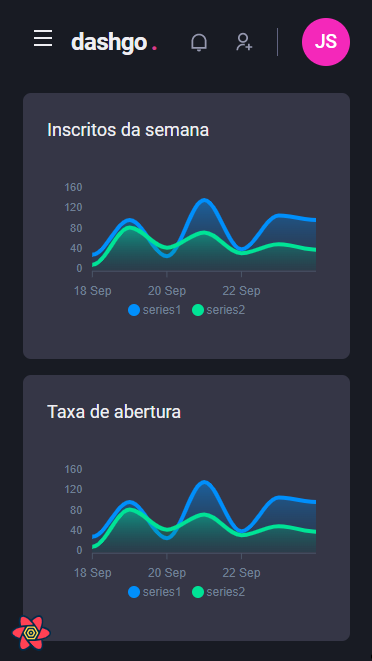 dashgo.
JS
Inscritos da semana
160
120
80
40
0
18 Sep 20 Sep 22 Sep
series1 series2
Taxa de abertura
160
120
80
40
0
18 Sep 20 Sep 22 Sep
series1 series2